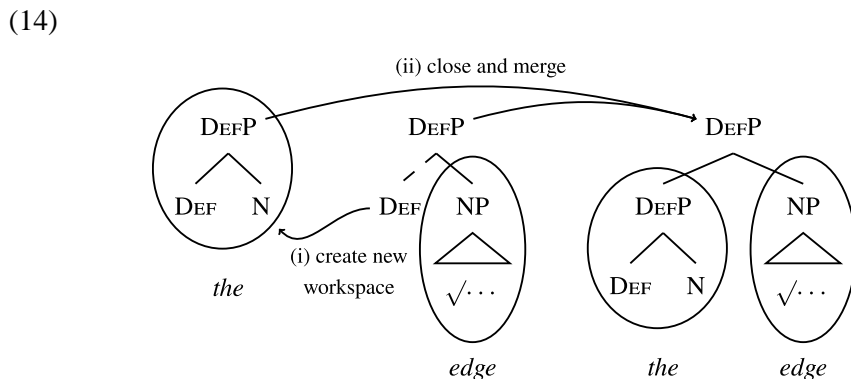 (14)
(ii) close and merge
DEFP DEFP DEFP
DEF N DEF NP DEFP NP
(i) create new
workspace
the √... DEF N √...
edge the edge